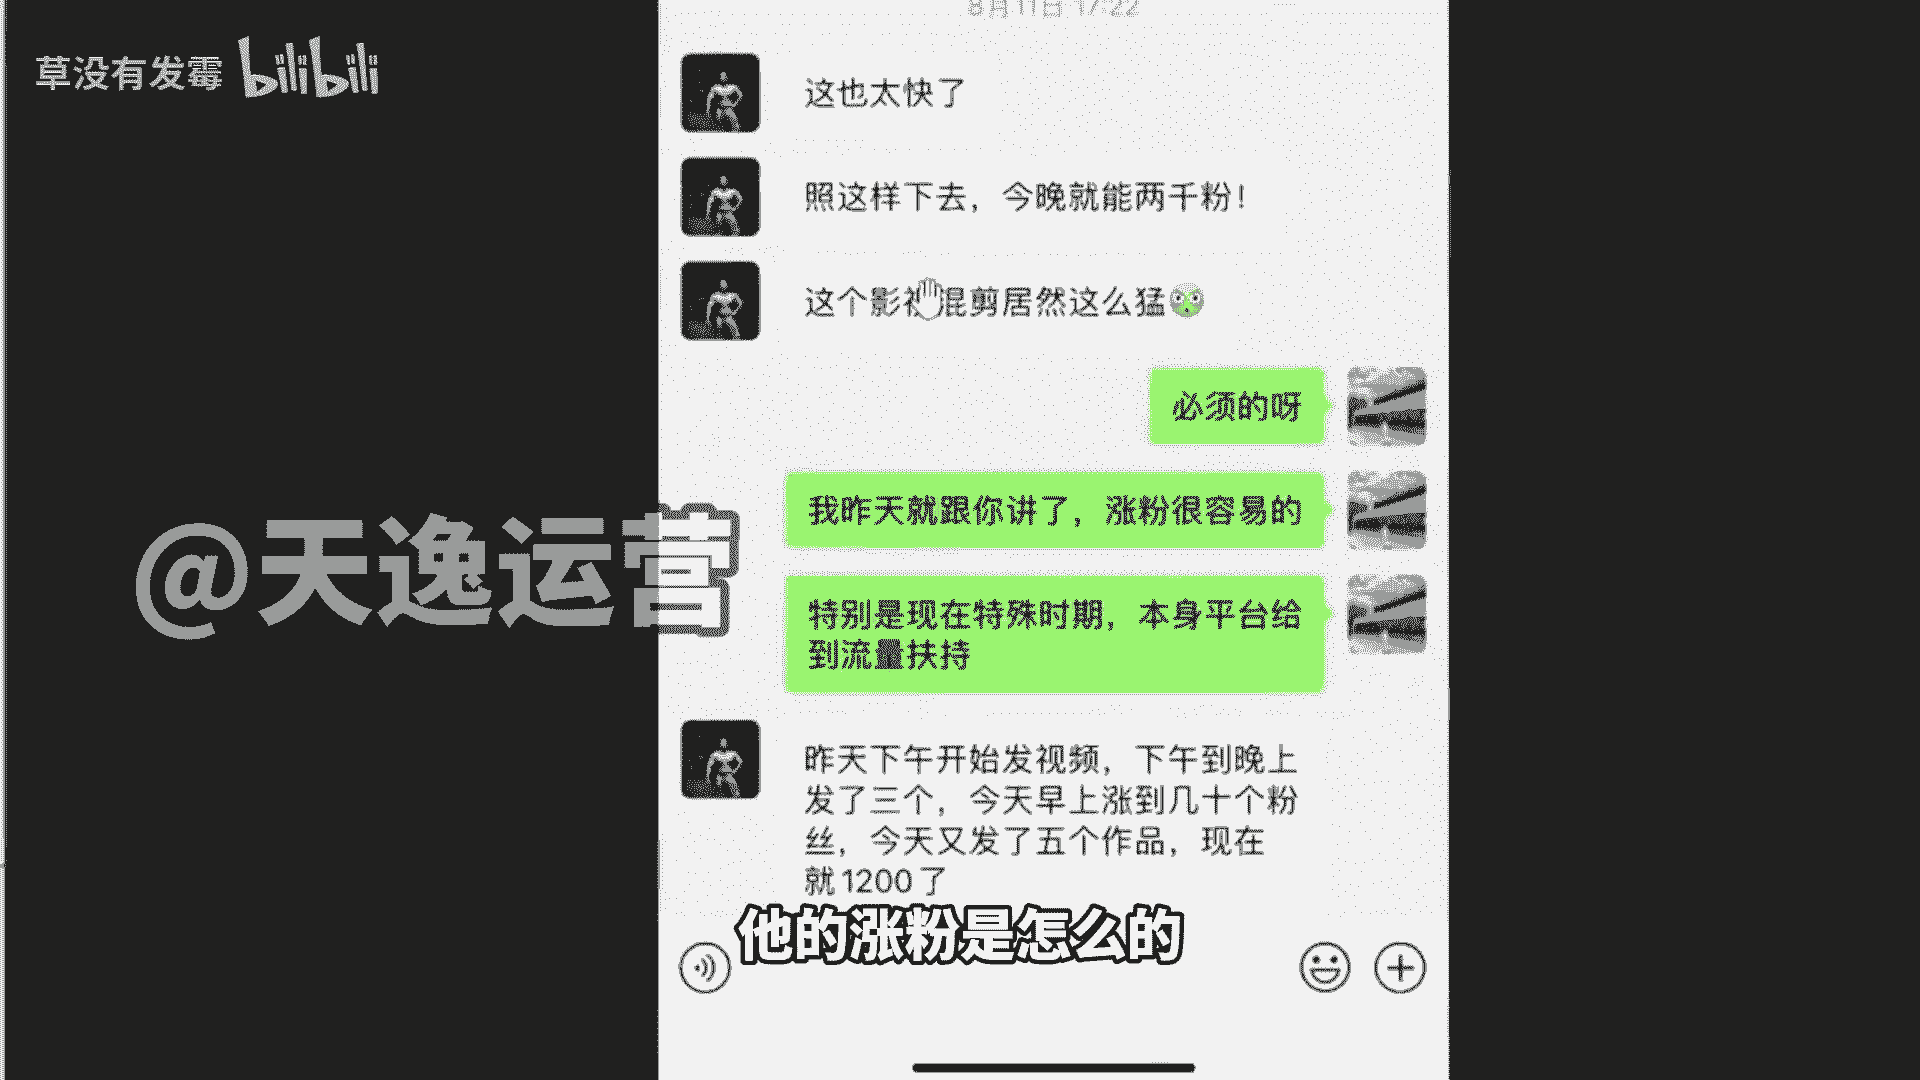 8月11日 17:22
草没有发霉 bilibili
这也太快了
照这样下去，今晚就能两千粉！
这个影视混剪居然这么猛
必须的呀
我昨天就跟你讲了，涨粉很容易的
@天逸运营
特别是现在特殊时期，本身平台给
到流量扶持
昨天下午开始发视频，下午到晚上
发了三个，今天早上涨到几十个粉
丝，今天又发了五个作品，现在
就1200了
他的涨粉是怎么的